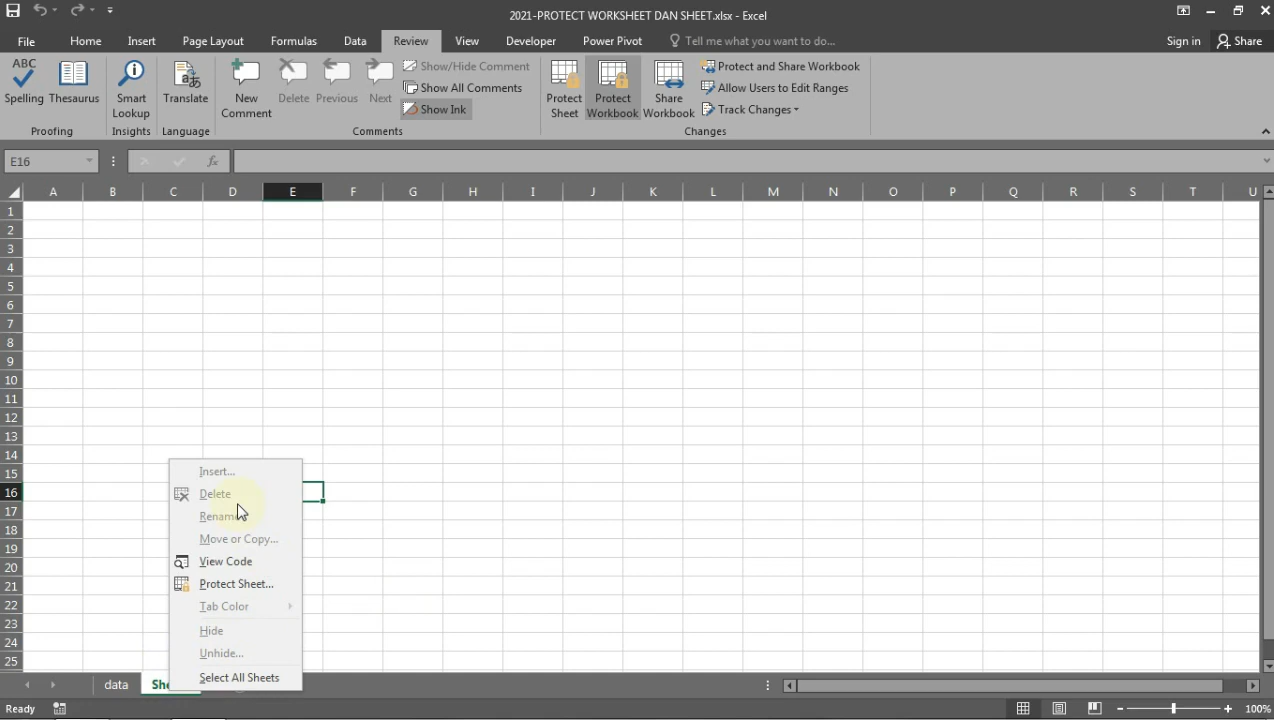 2021-PROTECT WORKSHEET DAN SHEET.xlsx - Excel
File Home Insert Page Layout Formulas Data Review View Developer Power Pivot Tell me what you want to do... Sign in Share
ABC
Spelling Thesaurus Smart Lookup Translate New Comment Delete Previous Next
Show/Hide Comment
Show All Comments
Show Ink
Protect Sheet Protect Workbook Share Workbook
Protect and Share Workbook
Allow Users to Edit Ranges
Track Changes
Proofing Insights Language Comments Changes
E16 fx
A B C D E F G H I J K L M N O P Q R S T U
1
2
3
4
5
6
7
8
9
10
11
12
13
14
15
16
17
18
19
20
21
22
23
24
25
Insert...
Delete
Rename
Move or Copy...
View Code
Protect Sheet...
Tab Color
Hide
Unhide...
Select All Sheets
data
Ready 100%